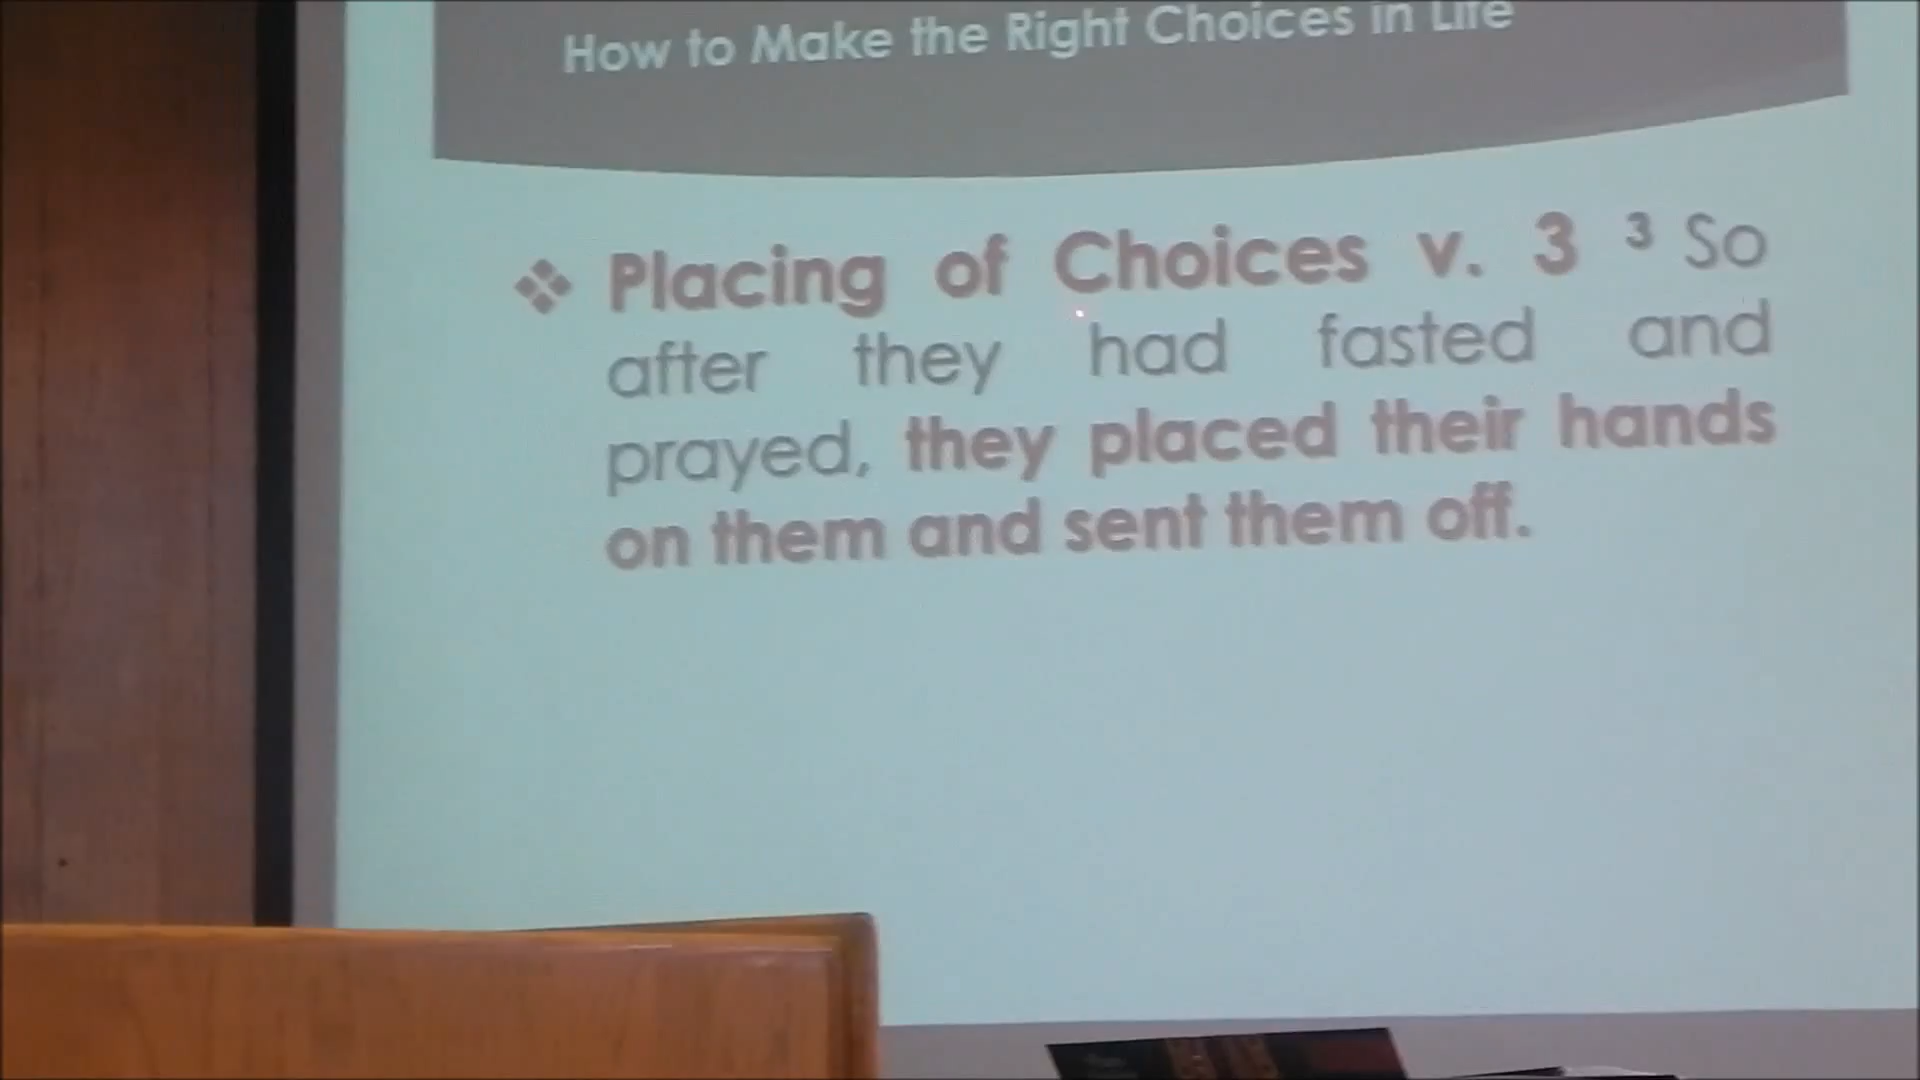 How to Make the Right Choices in Life
❖ Placing of Choices v. 3 ³ So
after they had fasted and
prayed, they placed their hands
on them and sent them off.